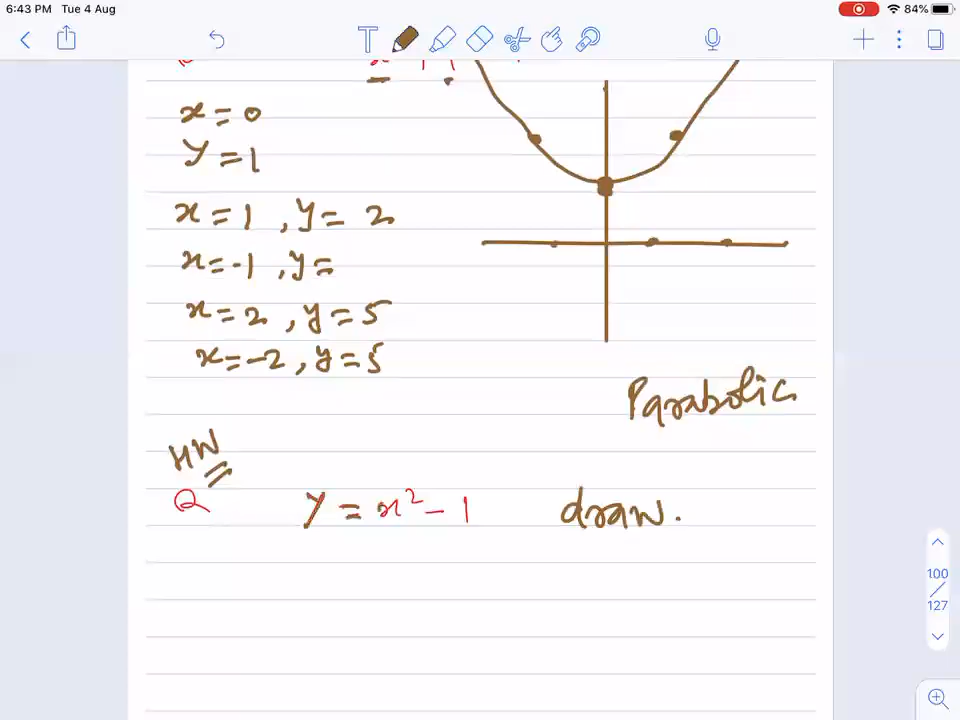 6:43 PM Tue 4 Aug
84%
T
x = 0
y = 1
x = 1 , y = 2
x = -1 , y =
x = 2 , y = 5
x = -2 , y = 5
Parabolic
HW
Q y = x² - 1 draw.
100
127